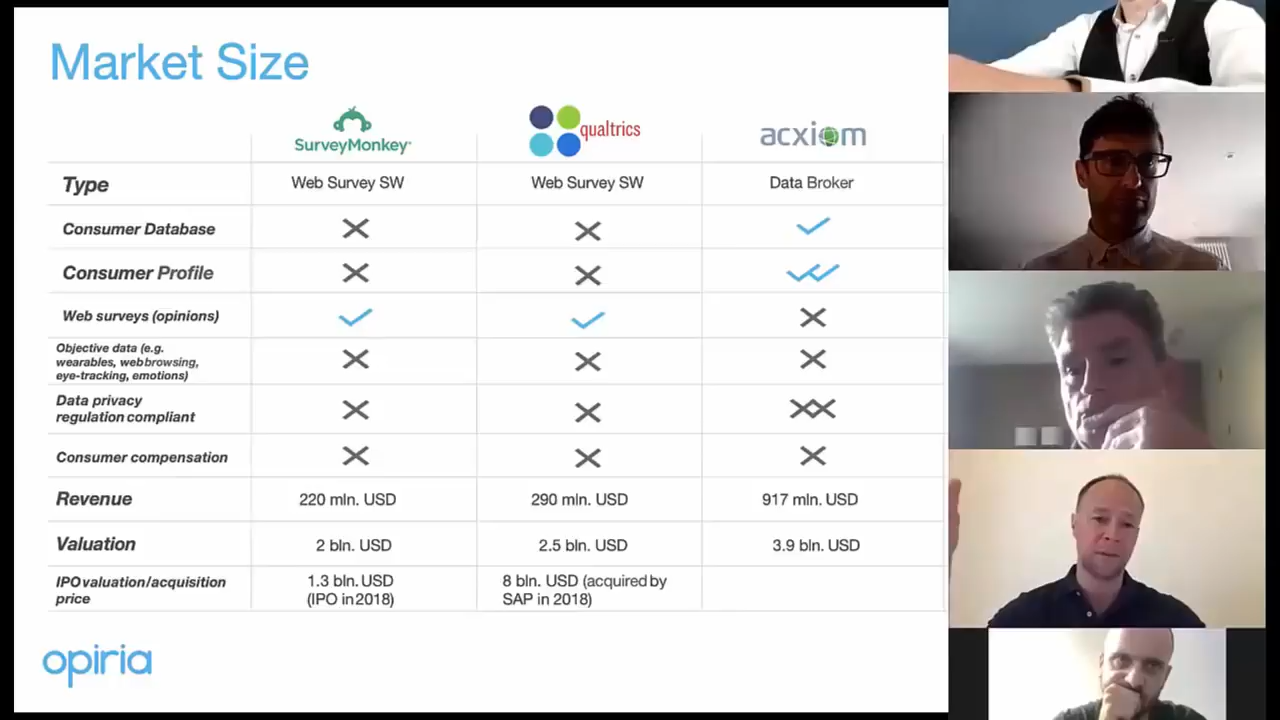 Market Size
SurveyMonkey
qualtrics
acxiom
Type
Web Survey SW
Web Survey SW
Data Broker
Consumer Database
Consumer Profile
Web surveys (opinions)
Objective data (e.g.
wearables, webbrowsing,
eye-tracking, emotions)
Data privacy
regulation compliant
Consumer compensation
Revenue
220 mln. USD
290 mln. USD
917 mln. USD
Valuation
2 bln. USD
2.5 bln. USD
3.9 bln. USD
IPO valuation/acquisition
price
1.3 bln. USD
(IPO in 2018)
8 bln. USD (acquired by
SAP in 2018)
opiria